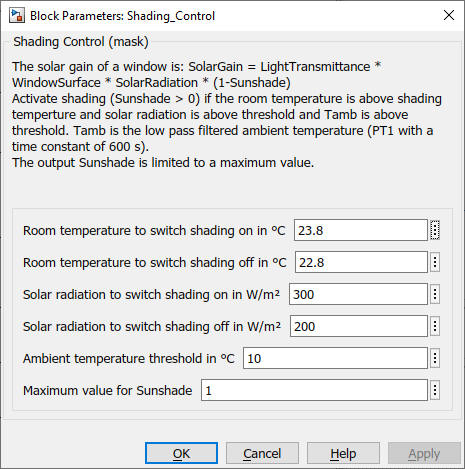 Block Parameters: Shading_Control
Shading Control (mask)
The solar gain of a window is: SolarGain = LightTransmittance *
WindowSurface * SolarRadiation * (1-Sunshade)
Activate shading (Sunshade > 0) if the room temperature is above shading
temperture and solar radiation is above threshold and Tamb is above
threshold. Tamb is the low pass filtered ambient temperature (PT1 with a
time constant of 600 s).
The output Sunshade is limited to a maximum value.
Room temperature to switch shading on in ºC 23.8
Room temperature to switch shading off in ºC 22.8
Solar radiation to switch shading on in W/m² 300
Solar radiation to switch shading off in W/m² 200
Ambient temperature threshold in ºC 10
Maximum value for Sunshade 1
OK Cancel Help Apply